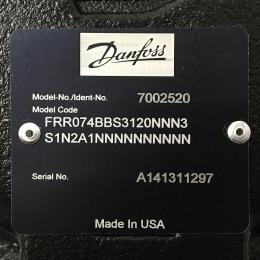 Danfoss
Model-No./Ident-No. 7002520
Model Code
FRR074BBS3120NNN3
S1N2A1NNNNNNNNNN
Serial No. A141311297
Made In USA